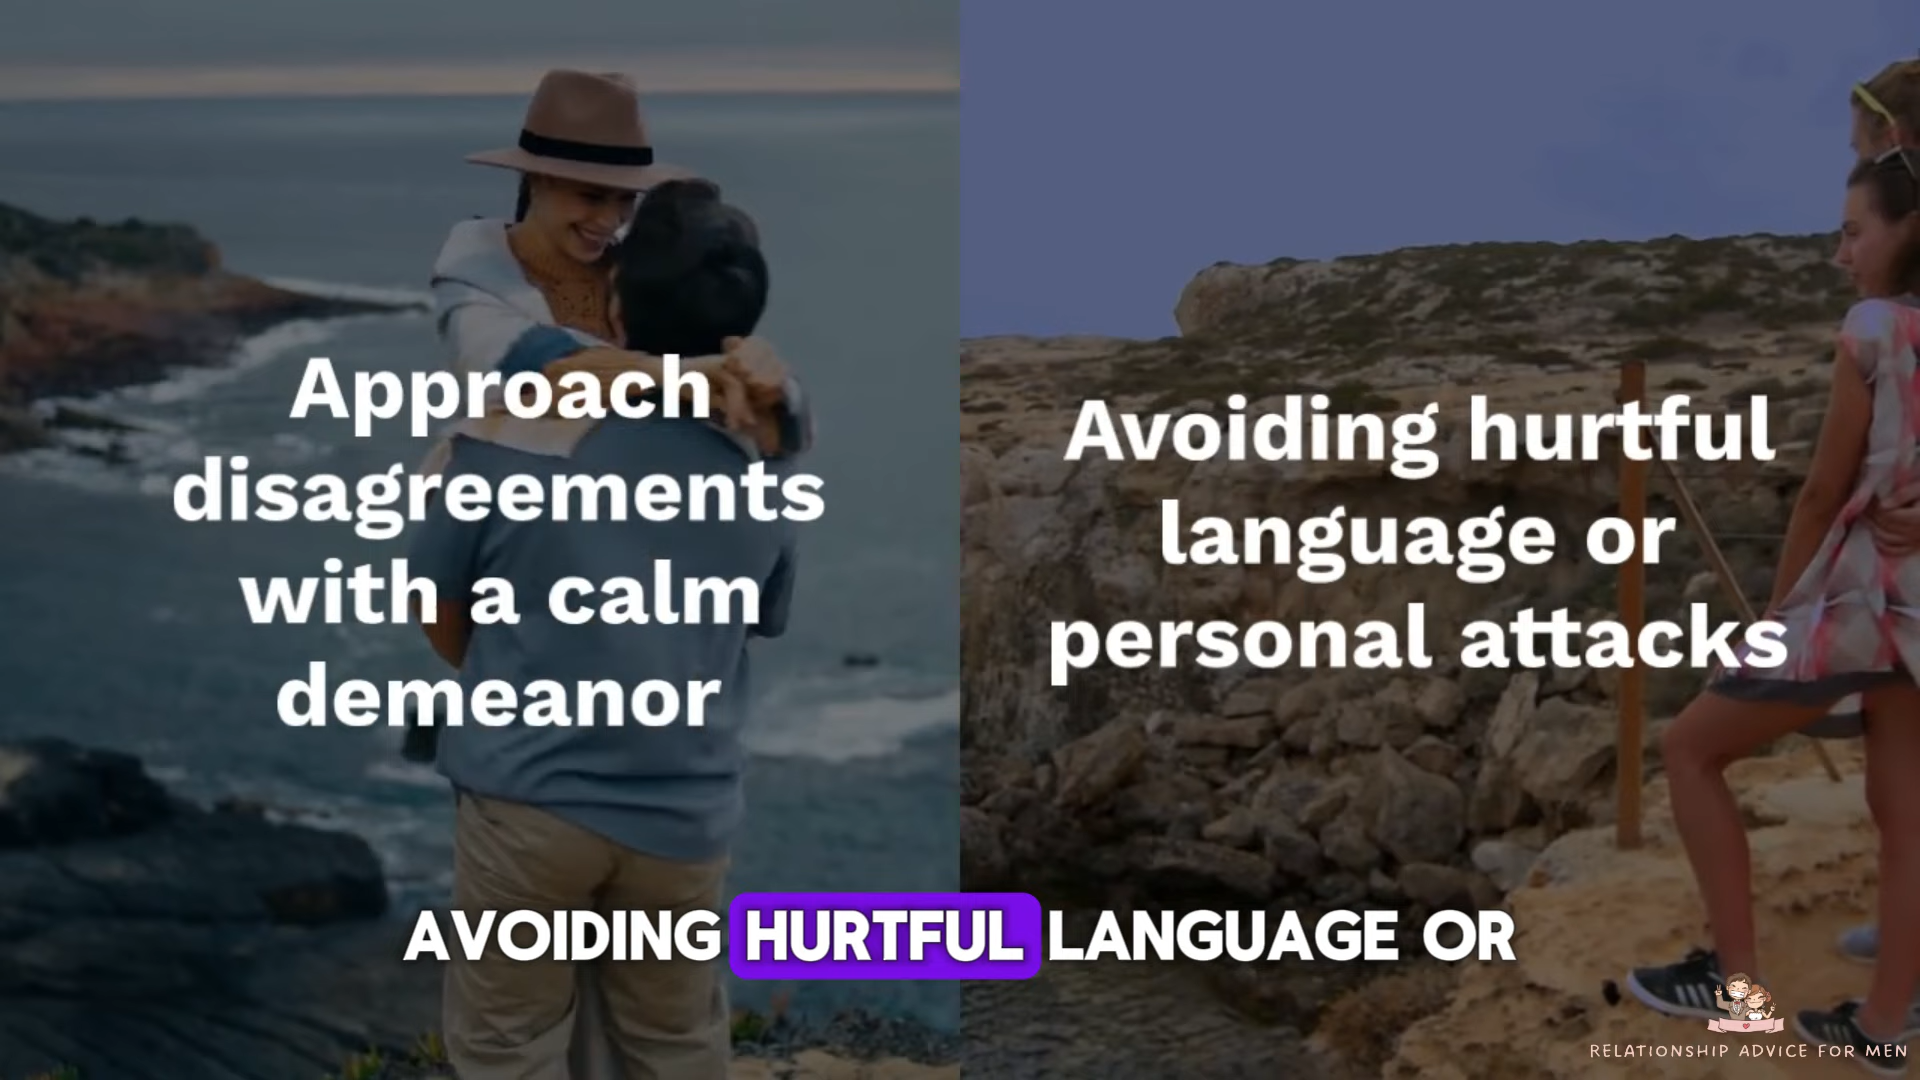 Approach
disagreements
with a calm
demeanor
Avoiding hurtful
language or
personal attacks
AVOIDING HURTFUL LANGUAGE OR
RELATIONSHIP ADVICE FOR MEN